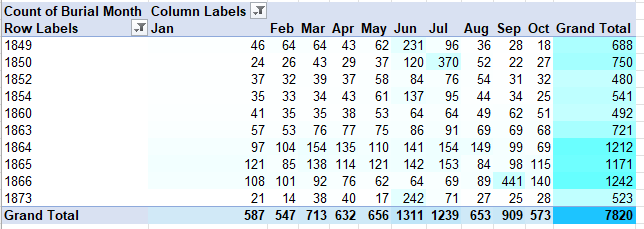 Count of Burial Month Column Labels
Row Labels Jan Feb Mar Apr May Jun Jul Aug Sep Oct Grand Total
1849 46 64 64 43 62 231 96 36 28 18 688
1850 24 26 43 29 37 120 370 52 22 27 750
1852 37 32 39 37 58 84 76 54 31 32 480
1854 35 33 34 43 61 137 95 44 34 25 541
1860 41 35 35 38 53 64 64 49 62 51 492
1863 57 53 76 77 75 86 91 69 69 68 721
1864 97 104 154 135 110 141 154 149 99 69 1212
1865 121 85 138 114 121 142 153 84 98 115 1171
1866 108 101 92 76 62 64 69 89 441 140 1242
1873 21 14 38 40 17 242 71 27 25 28 523
Grand Total 587 547 713 632 656 1311 1239 653 909 573 7820